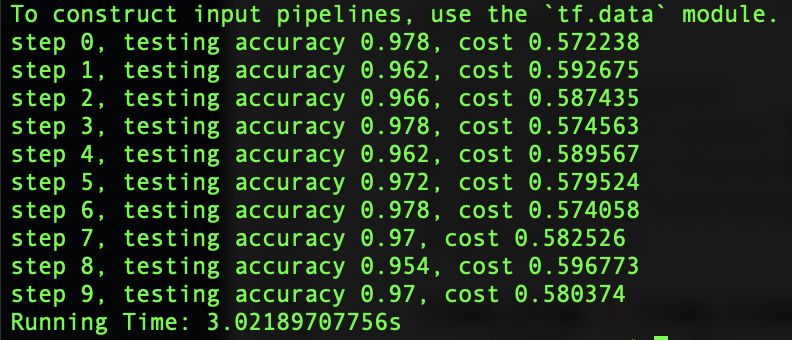 To construct input pipelines, use the `tf.data` module.
step 0, testing accuracy 0.978, cost 0.572238
step 1, testing accuracy 0.962, cost 0.592675
step 2, testing accuracy 0.966, cost 0.587435
step 3, testing accuracy 0.978, cost 0.574563
step 4, testing accuracy 0.962, cost 0.589567
step 5, testing accuracy 0.972, cost 0.579524
step 6, testing accuracy 0.978, cost 0.574058
step 7, testing accuracy 0.97, cost 0.582526
step 8, testing accuracy 0.954, cost 0.596773
step 9, testing accuracy 0.97, cost 0.580374
Running Time: 3.02189707756s